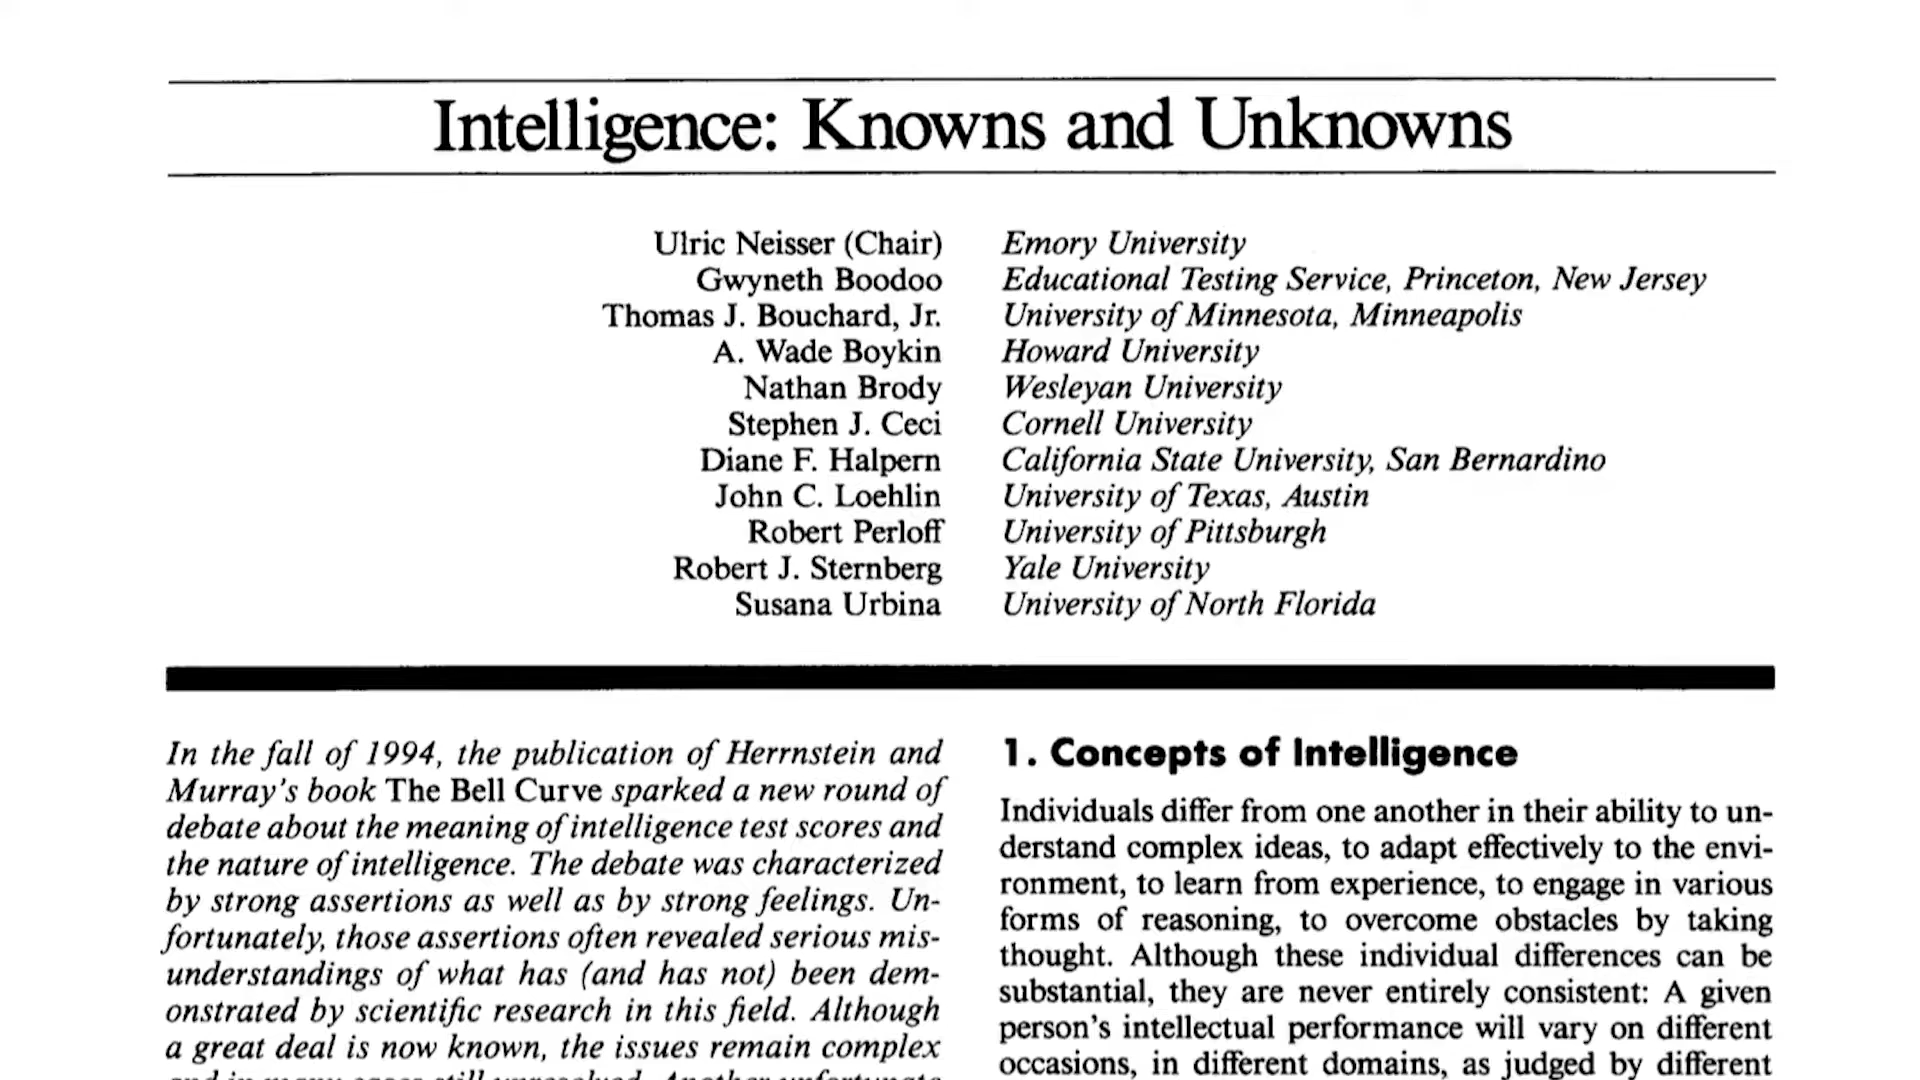 Intelligence: Knowns and Unknowns
Ulric Neisser (Chair) Emory University
Gwyneth Boodoo Educational Testing Service, Princeton, New Jersey
Thomas J. Bouchard, Jr. University of Minnesota, Minneapolis
A. Wade Boykin Howard University
Nathan Brody Wesleyan University
Stephen J. Ceci Cornell University
Diane F. Halpern California State University, San Bernardino
John C. Loehlin University of Texas, Austin
Robert Perloff University of Pittsburgh
Robert J. Sternberg Yale University
Susana Urbina University of North Florida
In the fall of 1994, the publication of Herrnstein and
Murray's book The Bell Curve sparked a new round of
debate about the meaning of intelligence test scores and
the nature of intelligence. The debate was characterized
by strong assertions as well as by strong feelings. Un-
fortunately, those assertions often revealed serious mis-
understandings of what has (and has not) been dem-
onstrated by scientific research in this field. Although
a great deal is now known, the issues remain complex
and in many cases still unresolved. Another unfortunate
1. Concepts of Intelligence
Individuals differ from one another in their ability to un-
derstand complex ideas, to adapt effectively to the envi-
ronment, to learn from experience, to engage in various
forms of reasoning, to overcome obstacles by taking
thought. Although these individual differences can be
substantial, they are never entirely consistent: A given
person's intellectual performance will vary on different
occasions, in different domains, as judged by different